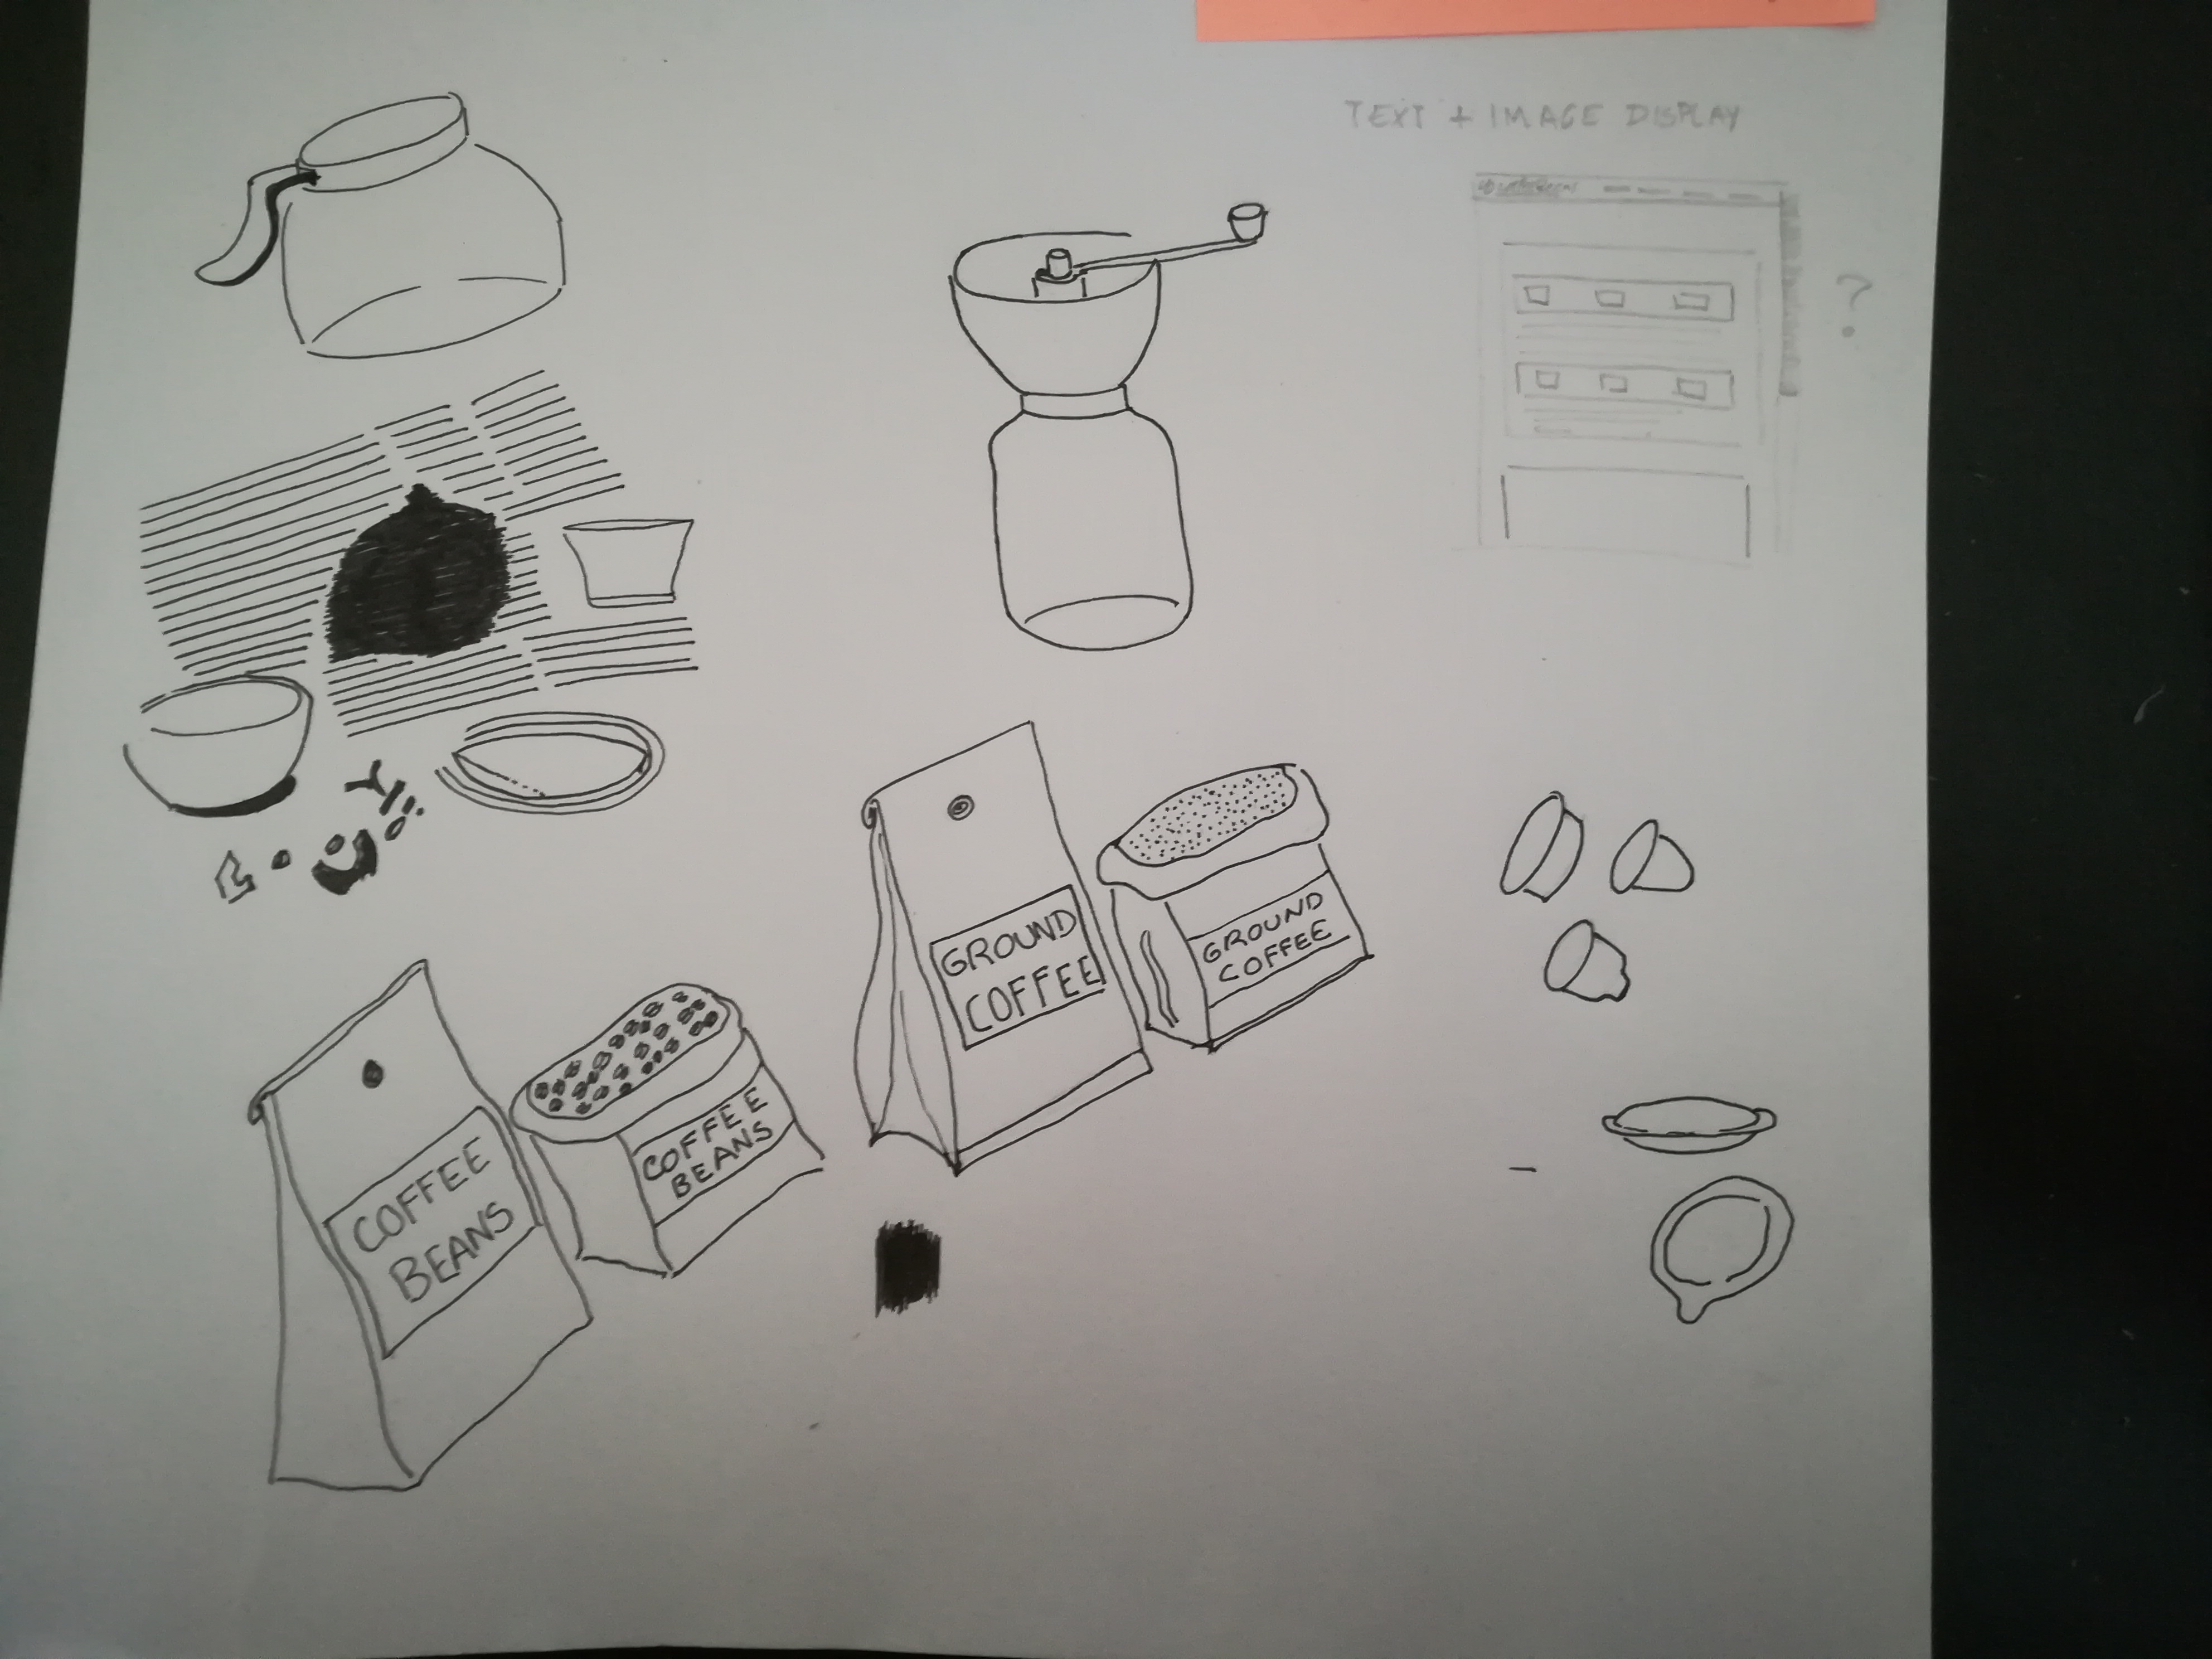 TEXT + IMAGE DISPLAY
?
GROUND
COFFEE
GROUND
COFFEE
COFFEE
BEANS
COFFEE
BEANS